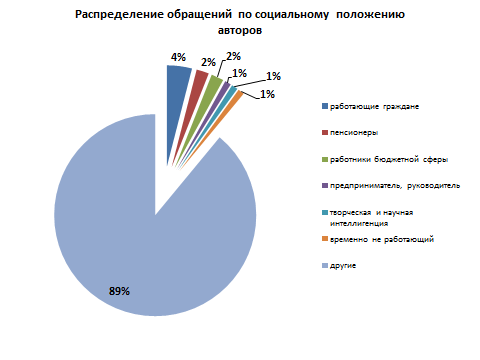 Распределение обращений по социальному положению
авторов
4%
2%
2%
1%
1%
1%
89%
работающие граждане
пенсионеры
работники бюджетной сферы
предприниматель, руководитель
творческая и научная
интеллигенция
временно не работающий
другие